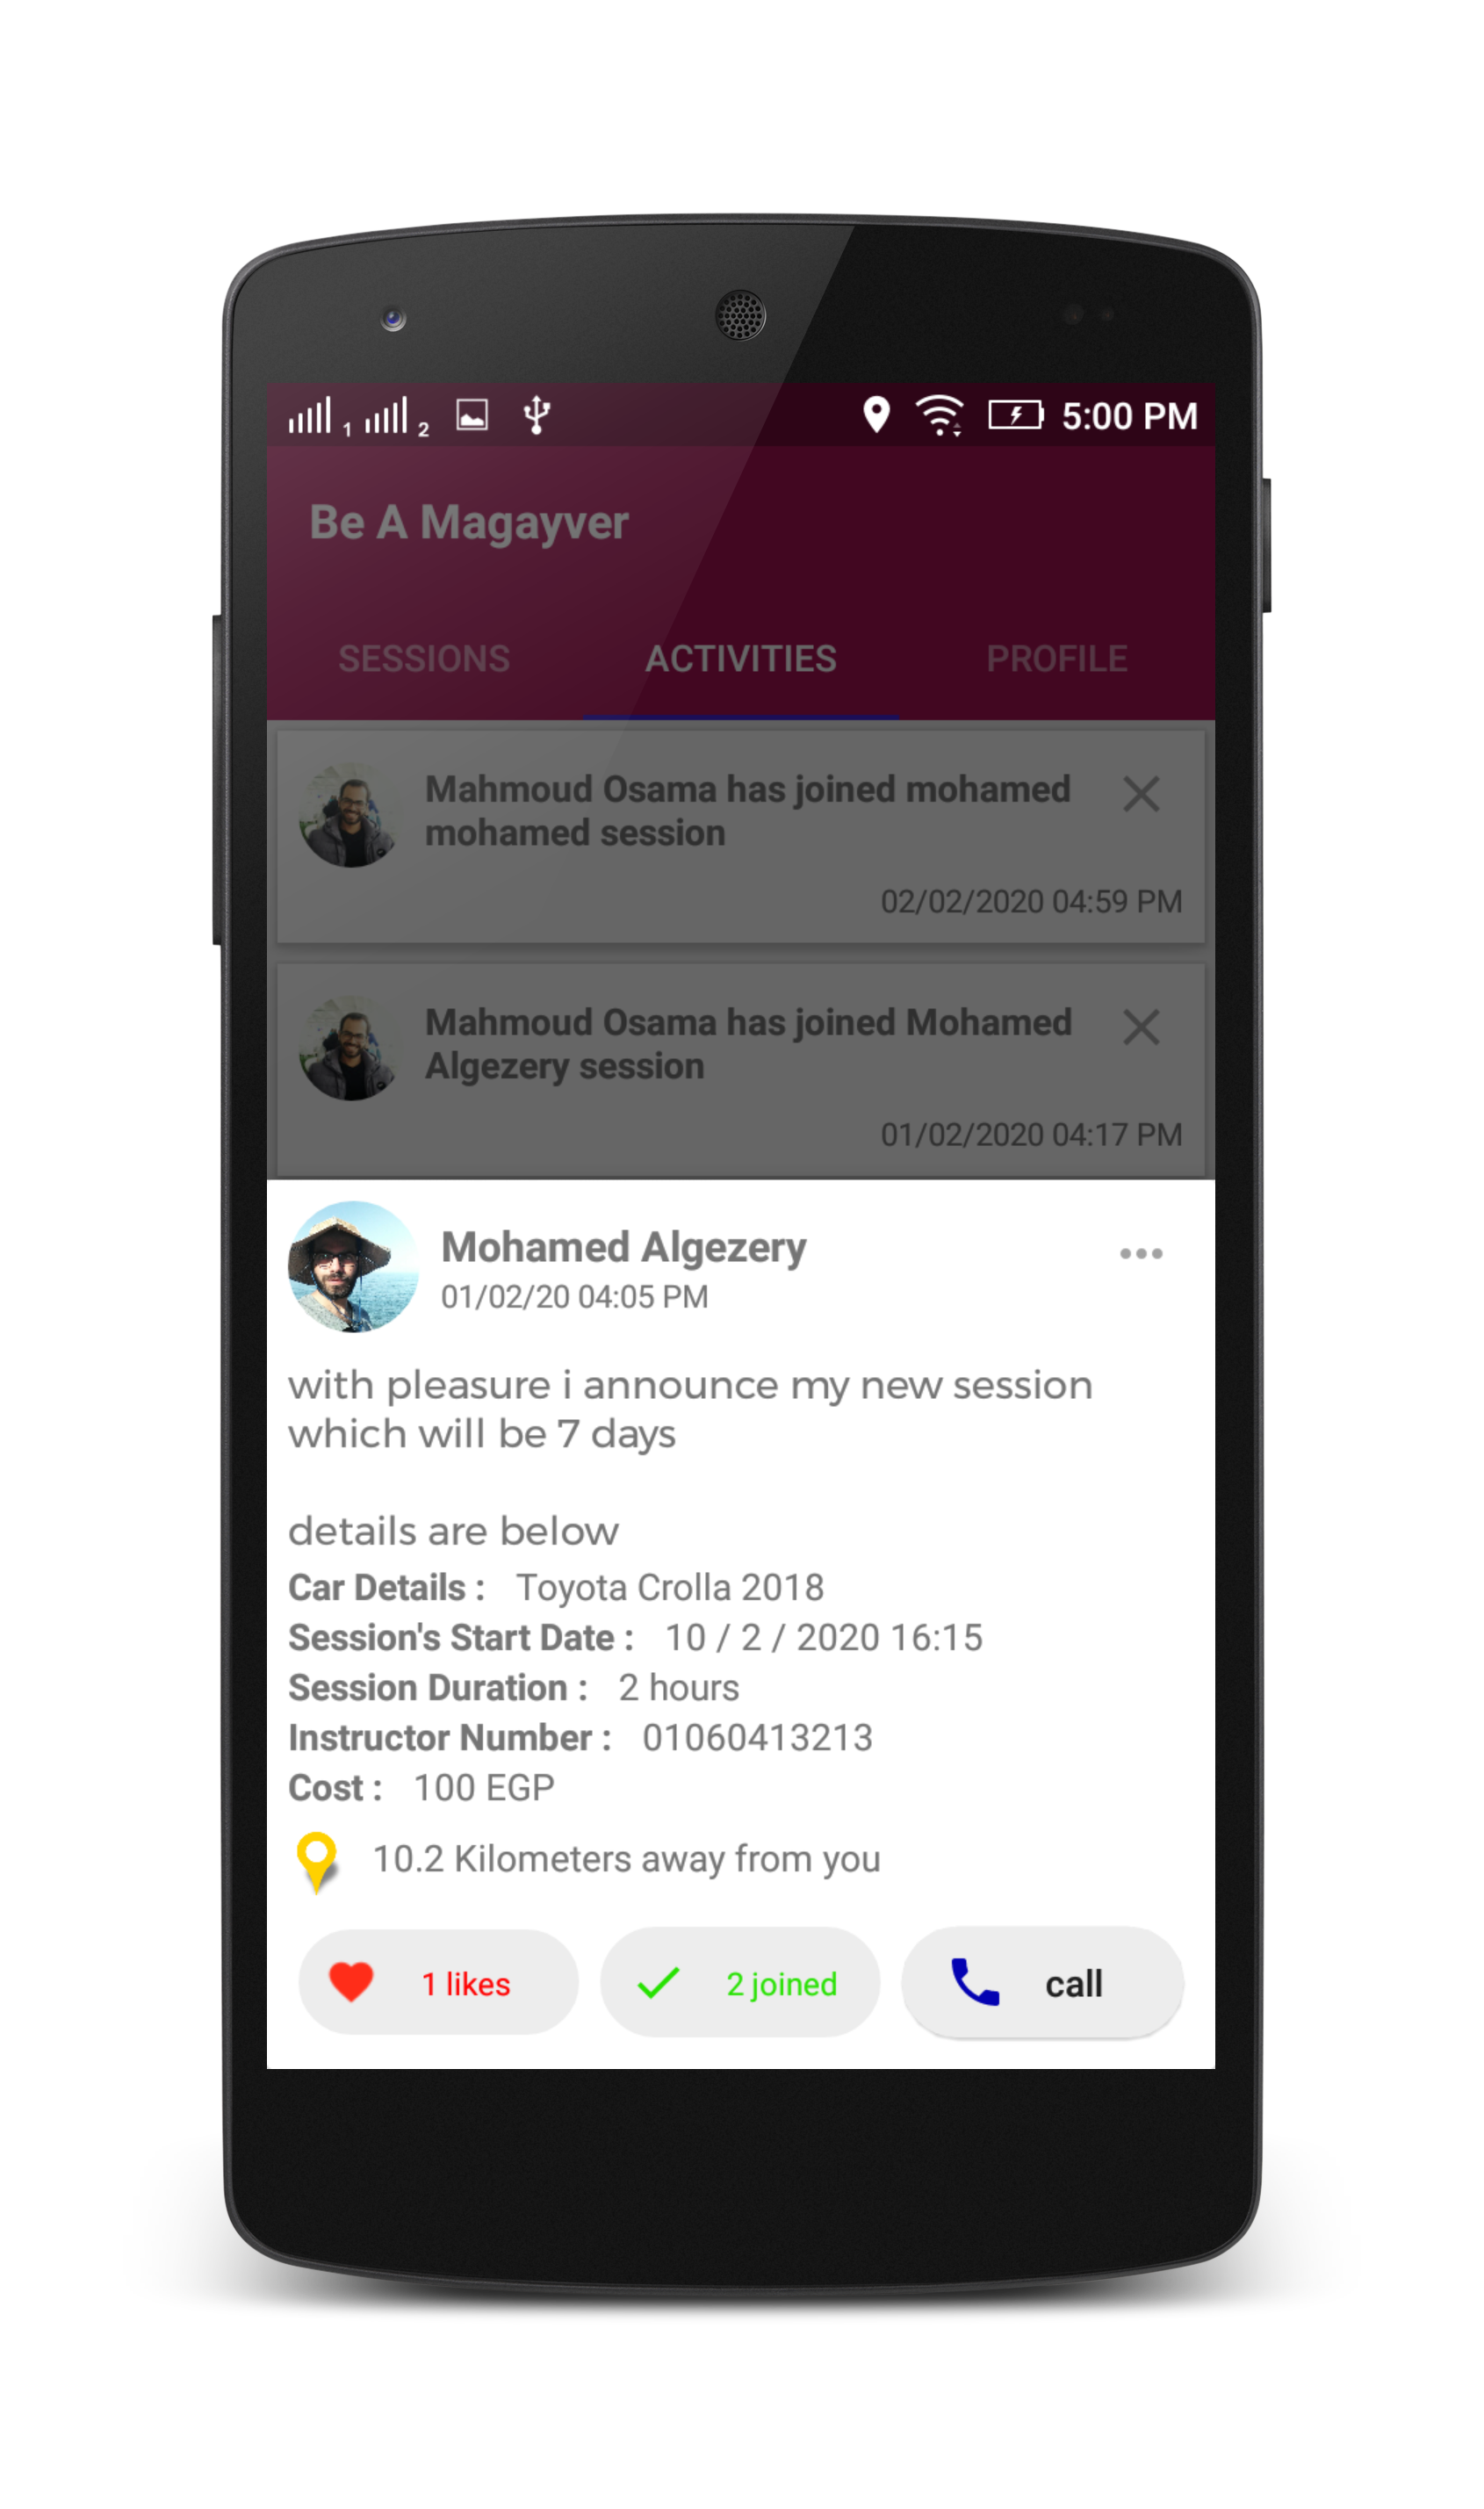 1 2 5:00 PM
Be A Magayver
SESSIONS ACTIVITIES PROFILE
Mahmoud Osama has joined mohamed
mohamed session
02/02/2020 04:59 PM
Mahmoud Osama has joined Mohamed
Algezery session
01/02/2020 04:17 PM
Mohamed Algezery
01/02/20 04:05 PM
with pleasure i announce my new session
which will be 7 days
details are below
Car Details : Toyota Crolla 2018
Session's Start Date : 10 / 2 / 2020 16:15
Session Duration : 2 hours
Instructor Number : 01060413213
Cost : 100 EGP
10.2 Kilometers away from you
1 likes 2 joined call